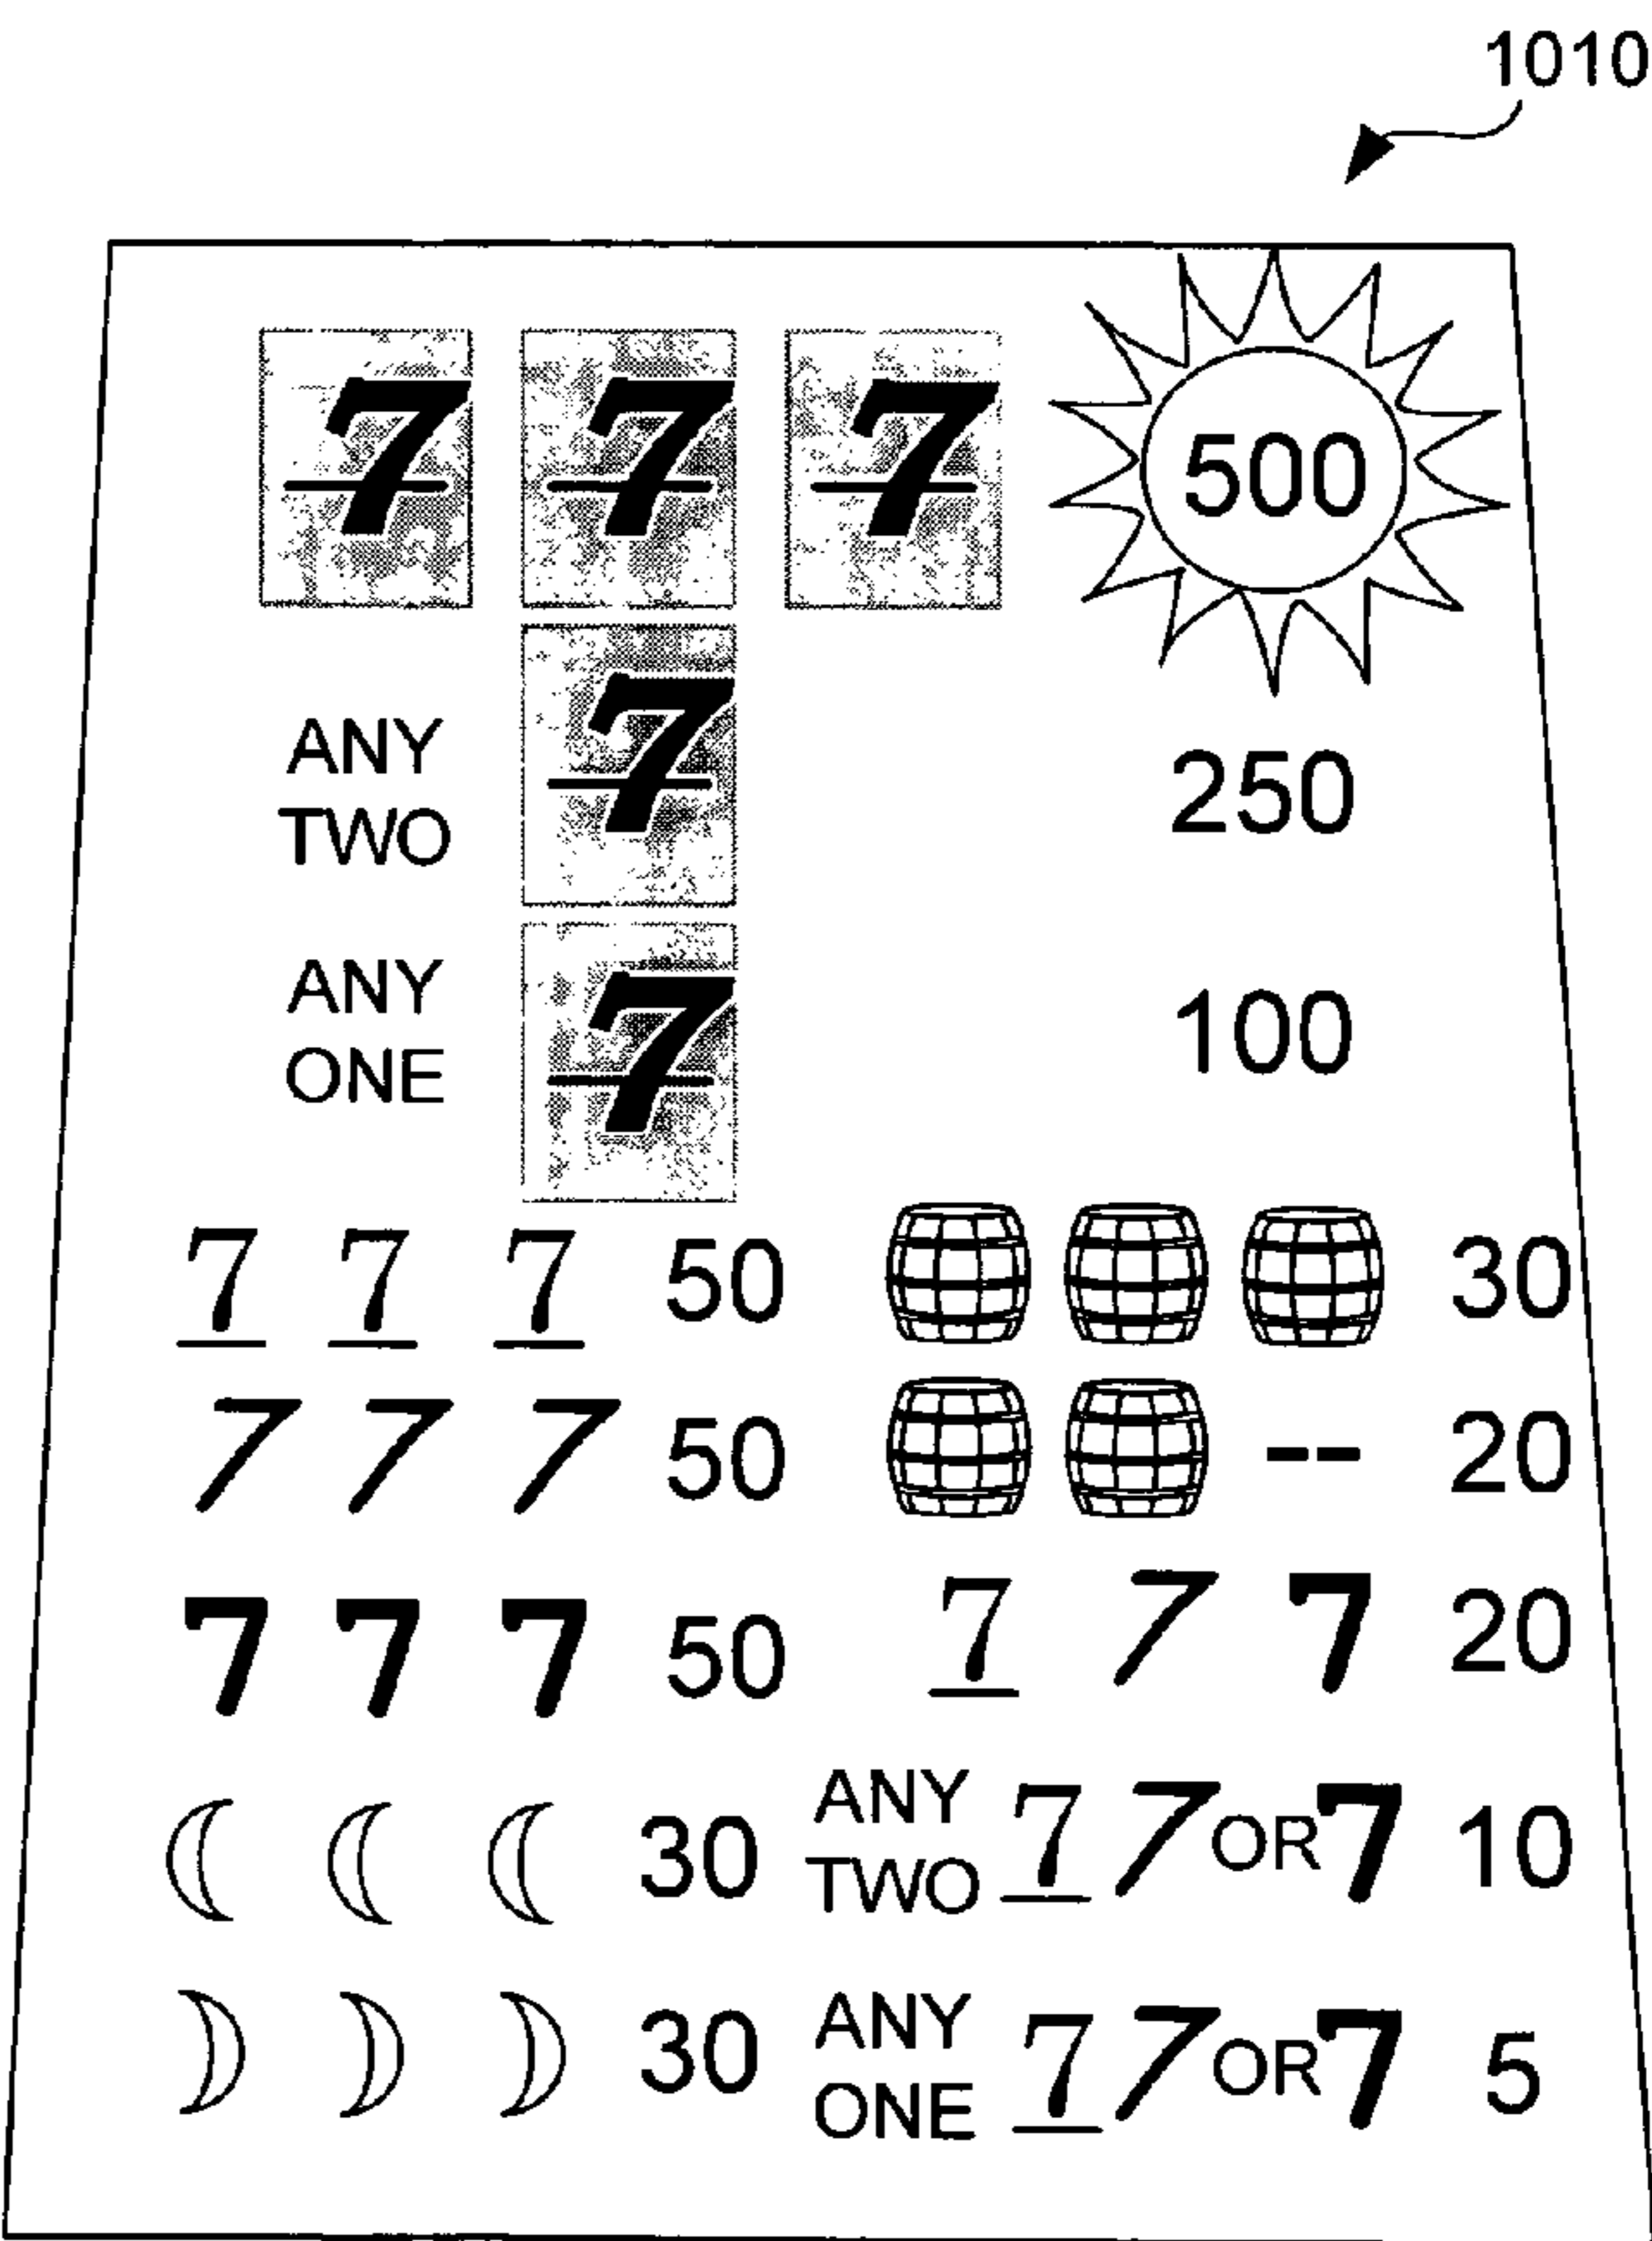 1010
7 7 7 500
ANY
TWO 7 250
ANY
ONE 7 100
7 7 7 50 30
7 7 7 50 -- 20
7 7 7 50 7 7 7 20
30 ANY
TWO 7 7 OR 7 10
30 ANY
ONE 7 7 OR 7 5